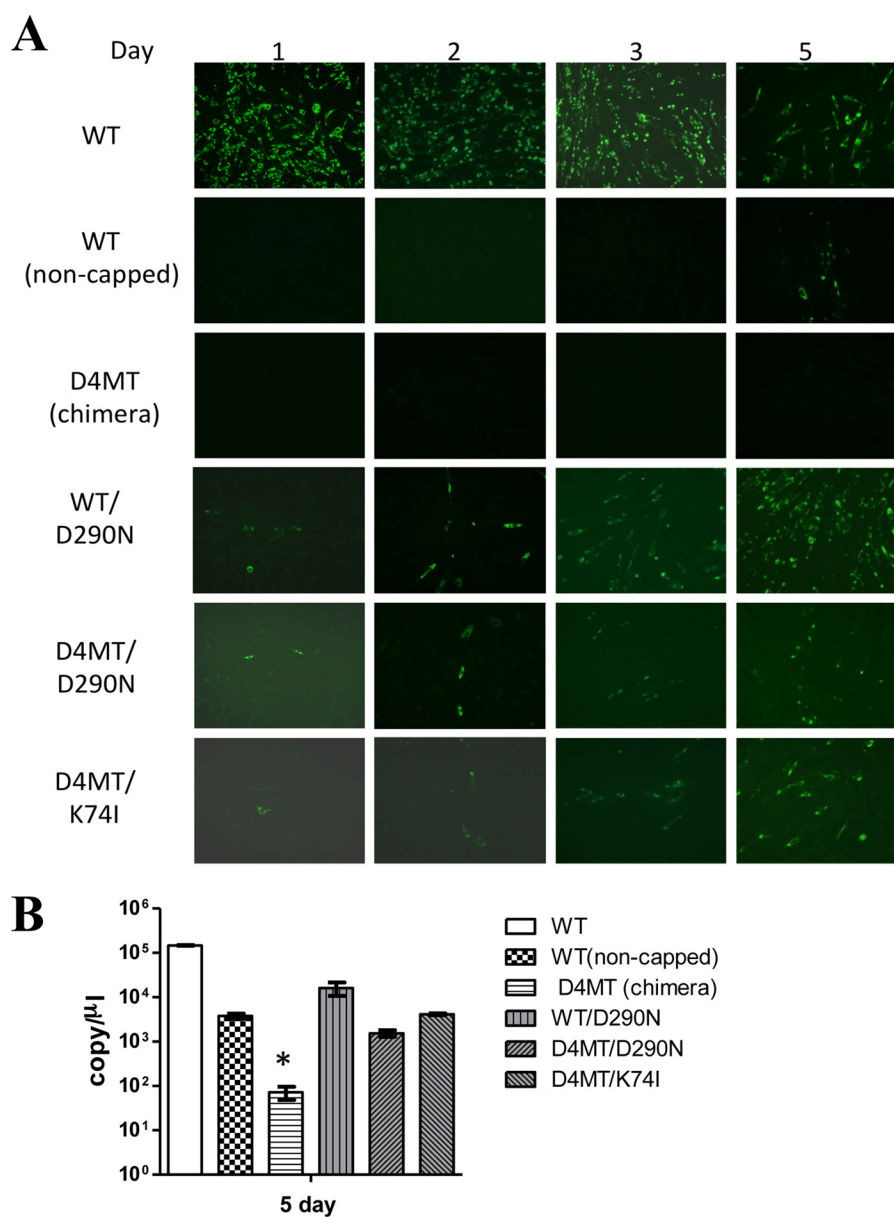 A
Day 1 2 3 5
WT
WT
(non-capped)
D4MT
(chimera)
WT/
D290N
D4MT/
D290N
D4MT/
K74I
B
10⁶
10⁵
10⁴
10³
10²
10¹
10⁰
copy/μl
*
5 day
WT
WT(non-capped)
D4MT (chimera)
WT/D290N
D4MT/D290N
D4MT/K74I